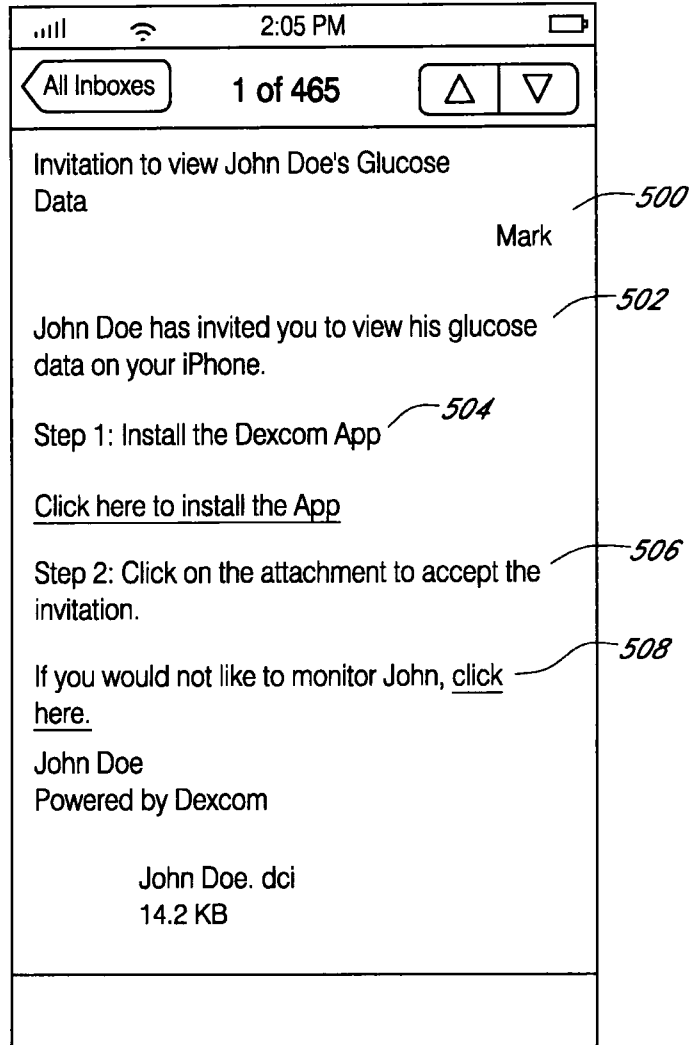 2:05 PM
All Inboxes
1 of 465
Invitation to view John Doe's Glucose
Data
500
Mark
502
John Doe has invited you to view his glucose
data on your iPhone.
504
Step 1: Install the Dexcom App
Click here to install the App
506
Step 2: Click on the attachment to accept the
invitation.
508
If you would not like to monitor John, click
here.
John Doe
Powered by Dexcom
John Doe. dci
14.2 KB